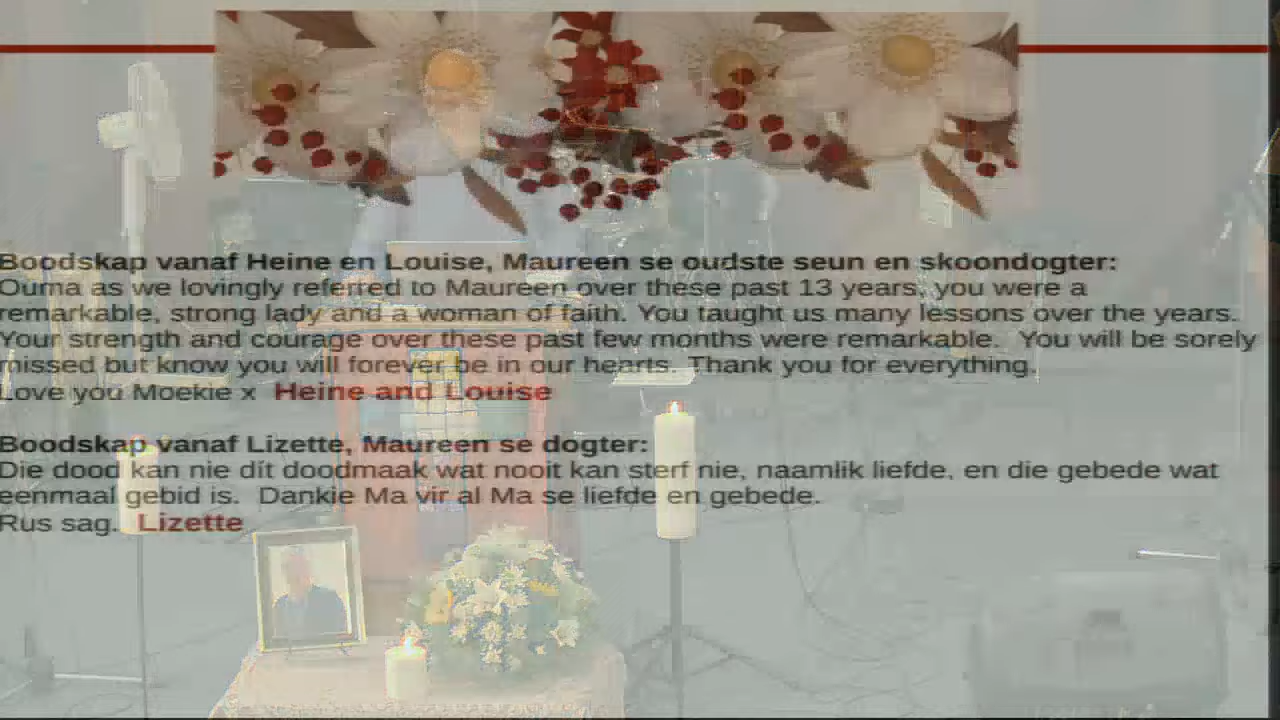 Boodskap vanaf Heine en Louise, Maureen se oudste seun en skoondogter:
Ouma as we lovingly referred to Maureen over these past 13 years, you were a
remarkable, strong lady and a woman of faith. You taught us many lessons over the years.
Your strength and courage over these past few months were remarkable. You will be sorely
missed but know you will forever be in our hearts. Thank you for everything.
Love you Moekie x Heine and Louise
Boodskap vanaf Lizette, Maureen se dogter:
Die dood kan nie dít doodmaak wat nooit kan sterf nie, naamlik liefde, en die gebede wat
eenmaal gebid is. Dankie Ma vir al Ma se liefde en gebede.
Rus sag. Lizette